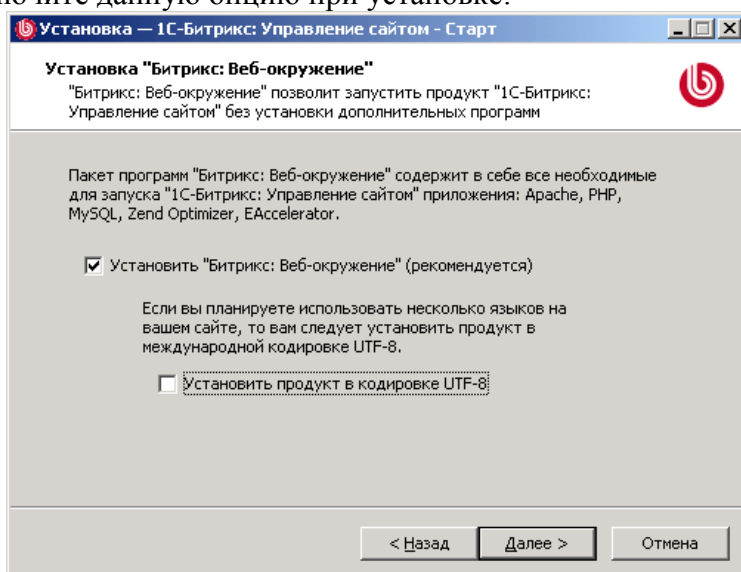 данную опцию при установке.
Установка — 1С-Битрикс: Управление сайтом - Старт
Установка "Битрикс: Веб-окружение"
"Битрикс: Веб-окружение" позволит запустить продукт "1С-Битрикс:
Управление сайтом" без установки дополнительных программ
Пакет программ "Битрикс: Веб-окружение" содержит в себе все необходимые
для запуска "1С-Битрикс: Управление сайтом" приложения: Apache, PHP,
MySQL, Zend Optimizer, EAccelerator.
Установить "Битрикс: Веб-окружение" (рекомендуется)
Если вы планируете использовать несколько языков на
вашем сайте, то вам следует установить продукт в
международной кодировке UTF-8.
Установить продукт в кодировке UTF-8
< Назад Далее > Отмена